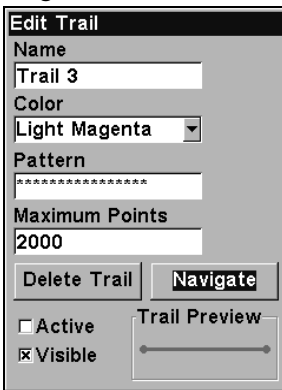 Edit Trail
Name
Trail 3
Color
Light Magenta
Pattern
****************
Maximum Points
2000
Delete Trail Navigate
Active
Trail Preview
Visible